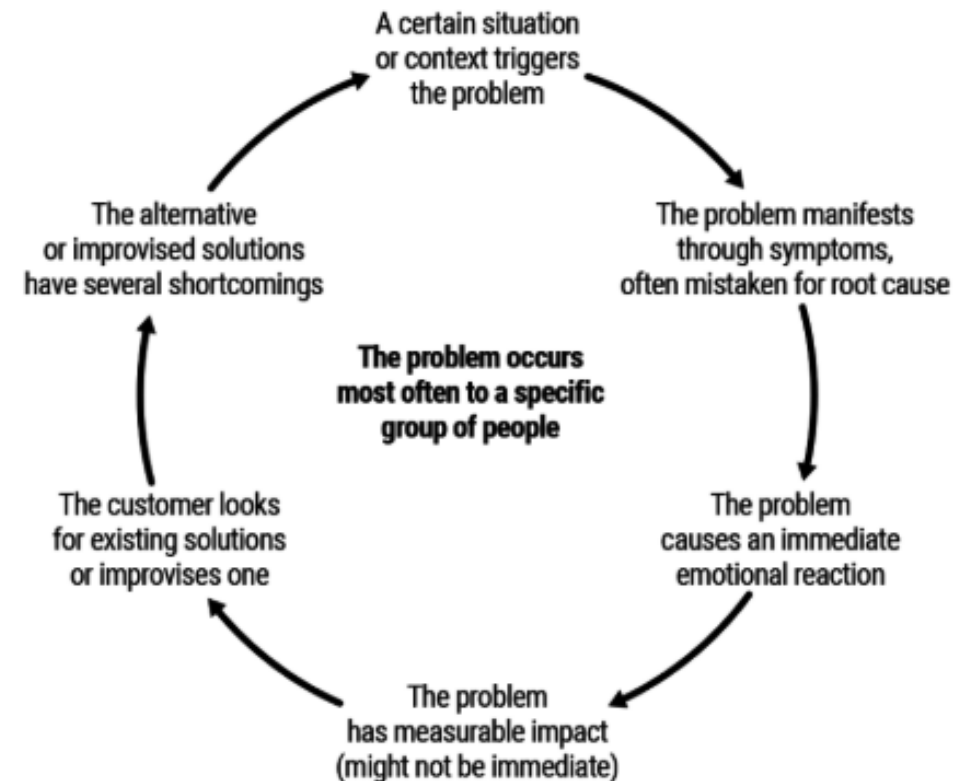 A certain situation
or context triggers
the problem
The problem manifests
through symptoms,
often mistaken for root cause
The problem
causes an immediate
emotional reaction
The problem
has measurable impact
(might not be immediate)
The customer looks
for existing solutions
or improvises one
The alternative
or improvised solutions
have several shortcomings
The problem occurs
most often to a specific
group of people